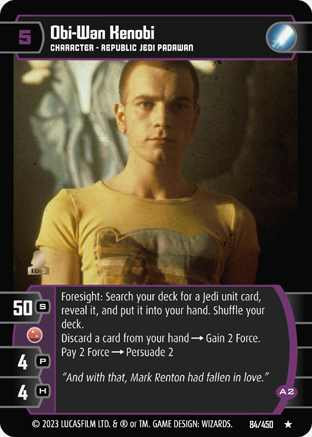 5
Obi-Wan Kenobi
CHARACTER · REPUBLIC JEDI PADAWAN
50 S
4 P
4 H
Foresight: Search your deck for a Jedi unit card,
reveal it, and put it into your hand. Shuffle your
deck.
Discard a card from your hand → Gain 2 Force.
Pay 2 Force → Persuade 2
“And with that, Mark Renton had fallen in love.”
A2
© 2023 LUCASFILM LTD. & ® or TM. GAME DESIGN: WIZARDS.
84/450 ★